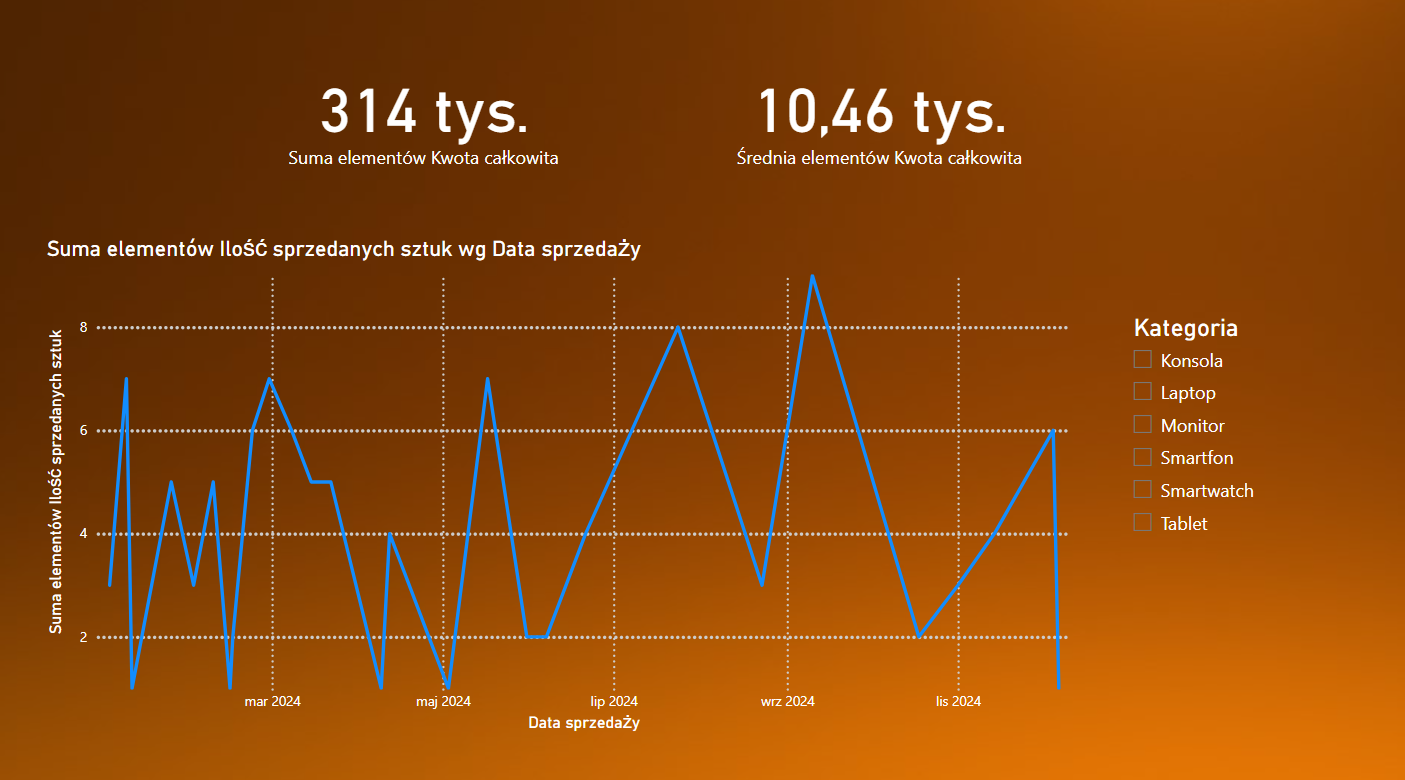 314 tys.
Suma elementów Kwota całkowita
10,46 tys.
Średnia elementów Kwota całkowita
Suma elementów Ilość sprzedanych sztuk wg Data sprzedaży
Suma elementów Ilość sprzedanych sztuk
8
6
4
2
mar 2024
maj 2024
lip 2024
wrz 2024
lis 2024
Data sprzedaży
Kategoria
Konsola
Laptop
Monitor
Smartfon
Smartwatch
Tablet